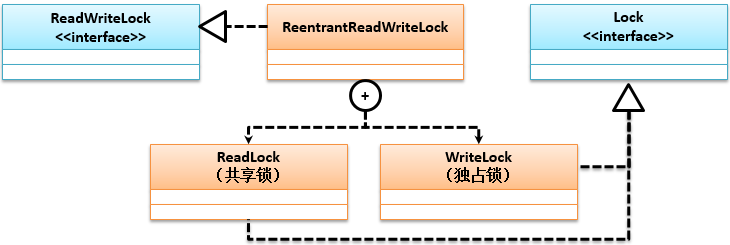 ReadWriteLock
<<interface>>
ReentrantReadWriteLock
Lock
<<interface>>
+
ReadLock
（共享锁）
WriteLock
（独占锁）